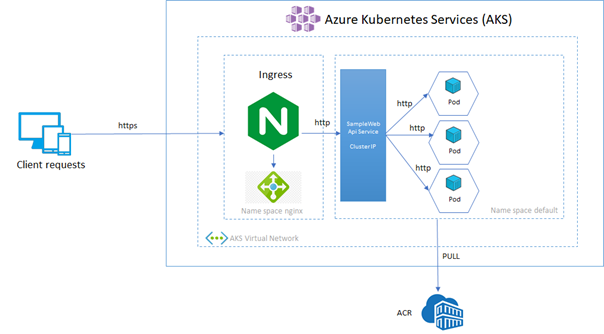 Azure Kubernetes Services (AKS)
Ingress
N
https
http
SampleWeb
Api Service
Cluster IP
http
http
http
Pod
Pod
Pod
Client requests
Name space nginx
Name space default
AKS Virtual Network
PULL
ACR